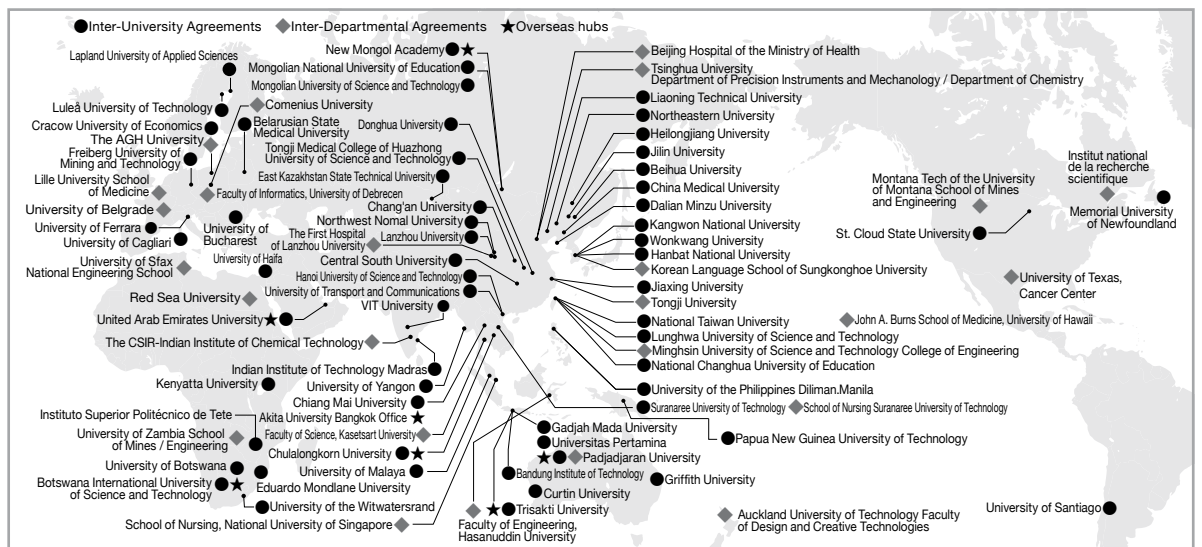 Inter-University Agreements
Inter-Departmental Agreements
Overseas hubs
Lapland University of Applied Sciences
Luleå University of Technology
Cracow University of Economics
The AGH University
Freiberg University of
Mining and Technology
Lille University School
of Medicine
University of Belgrade
University of Ferrara
University of Cagliari
University of Sfax
National Engineering School
Red Sea University
United Arab Emirates University
The CSIR-Indian Institute of Chemical Technology
Comenius University
Belarusian State
Medical University
Faculty of Informatics, University of Debrecen
University of
Bucharest
University of Haifa
New Mongol Academy
Mongolian National University of Education
Mongolian University of Science and Technology
Donghua University
Tongji Medical College of Huazhong
University of Science and Technology
East Kazakhstan State Technical University
Chang'an University
Northwest Nomal University
The First Hospital
of Lanzhou University
Lanzhou University
Central South University
Hanoi University of Science and Technology
University of Transport and Communications
VIT University
Indian Institute of Technology Madras
Kenyatta University
University of Yangon
Chiang Mai University
Instituto Superior Politécnico de Tete
Akita University Bangkok Office
University of Zambia School
of Mines / Engineering
Faculty of Science, Kasetsart University
Chulalongkorn University
University of Botswana
University of Malaya
Botswana International University
of Science and Technology
Eduardo Mondlane University
University of the Witwatersrand
School of Nursing, National University of Singapore
Beijing Hospital of the Ministry of Health
Tsinghua University
Department of Precision Instruments and Mechanology / Department of Chemistry
Liaoning Technical University
Northeastern University
Heilongjiang University
Jilin University
Beihua University
China Medical University
Dalian Minzu University
Kangwon National University
Wonkwang University
Hanbat National University
Korean Language School of Sungkonghoe University
Jiaxing University
Tongji University
National Taiwan University
Lunghwa University of Science and Technology
Minghsin University of Science and Technology College of Engineering
National Changhua University of Education
University of the Philippines Diliman.Manila
Suranaree University of Technology
School of Nursing Suranaree University of Technology
Gadjah Mada University
Universitas Pertamina
Padjadjaran University
Bandung Institute of Technology
Curtin University
Trisakti University
Faculty of Engineering,
Hasanuddin University
Papua New Guinea University of Technology
Griffith University
Auckland University of Technology Faculty
of Design and Creative Technologies
Institut national
de la recherche
scientifique
Montana Tech of the University
of Montana School of Mines
and Engineering
Memorial University
of Newfoundland
St. Cloud State University
University of Texas,
Cancer Center
John A. Burns School of Medicine, University of Hawaii
University of Santiago